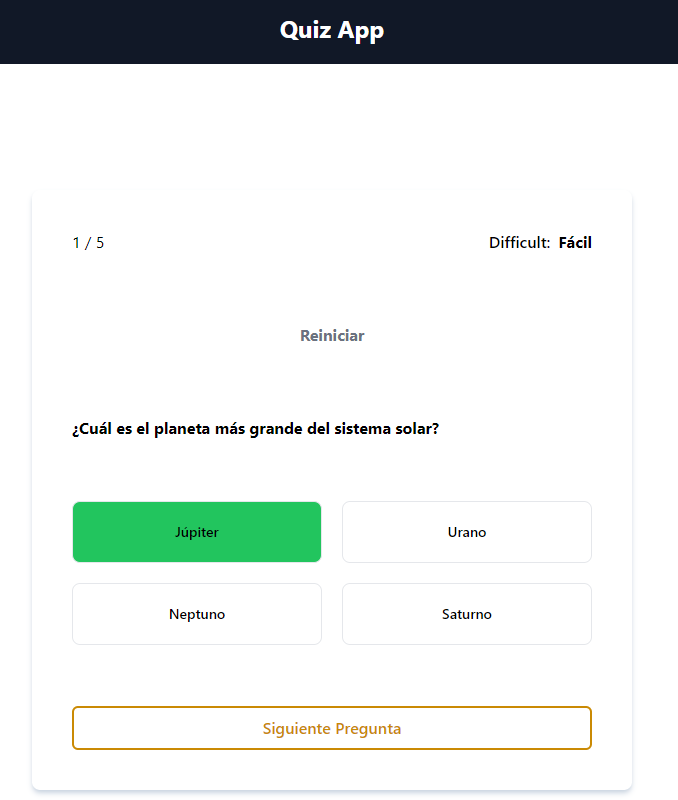 Quiz App
1 / 5
Difficult: Fácil
Reiniciar
¿Cuál es el planeta más grande del sistema solar?
Júpiter
Urano
Neptuno
Saturno
Siguiente Pregunta